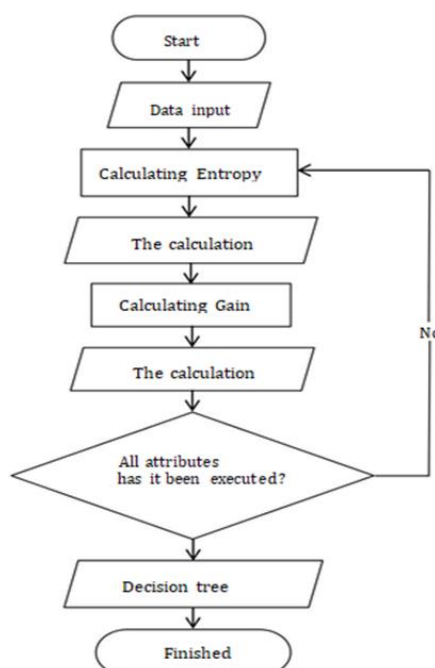 Start
Data input
Calculating Entropy
The calculation
Calculating Gain
The calculation
No
All attributes
has it been executed?
Decision tree
Finished